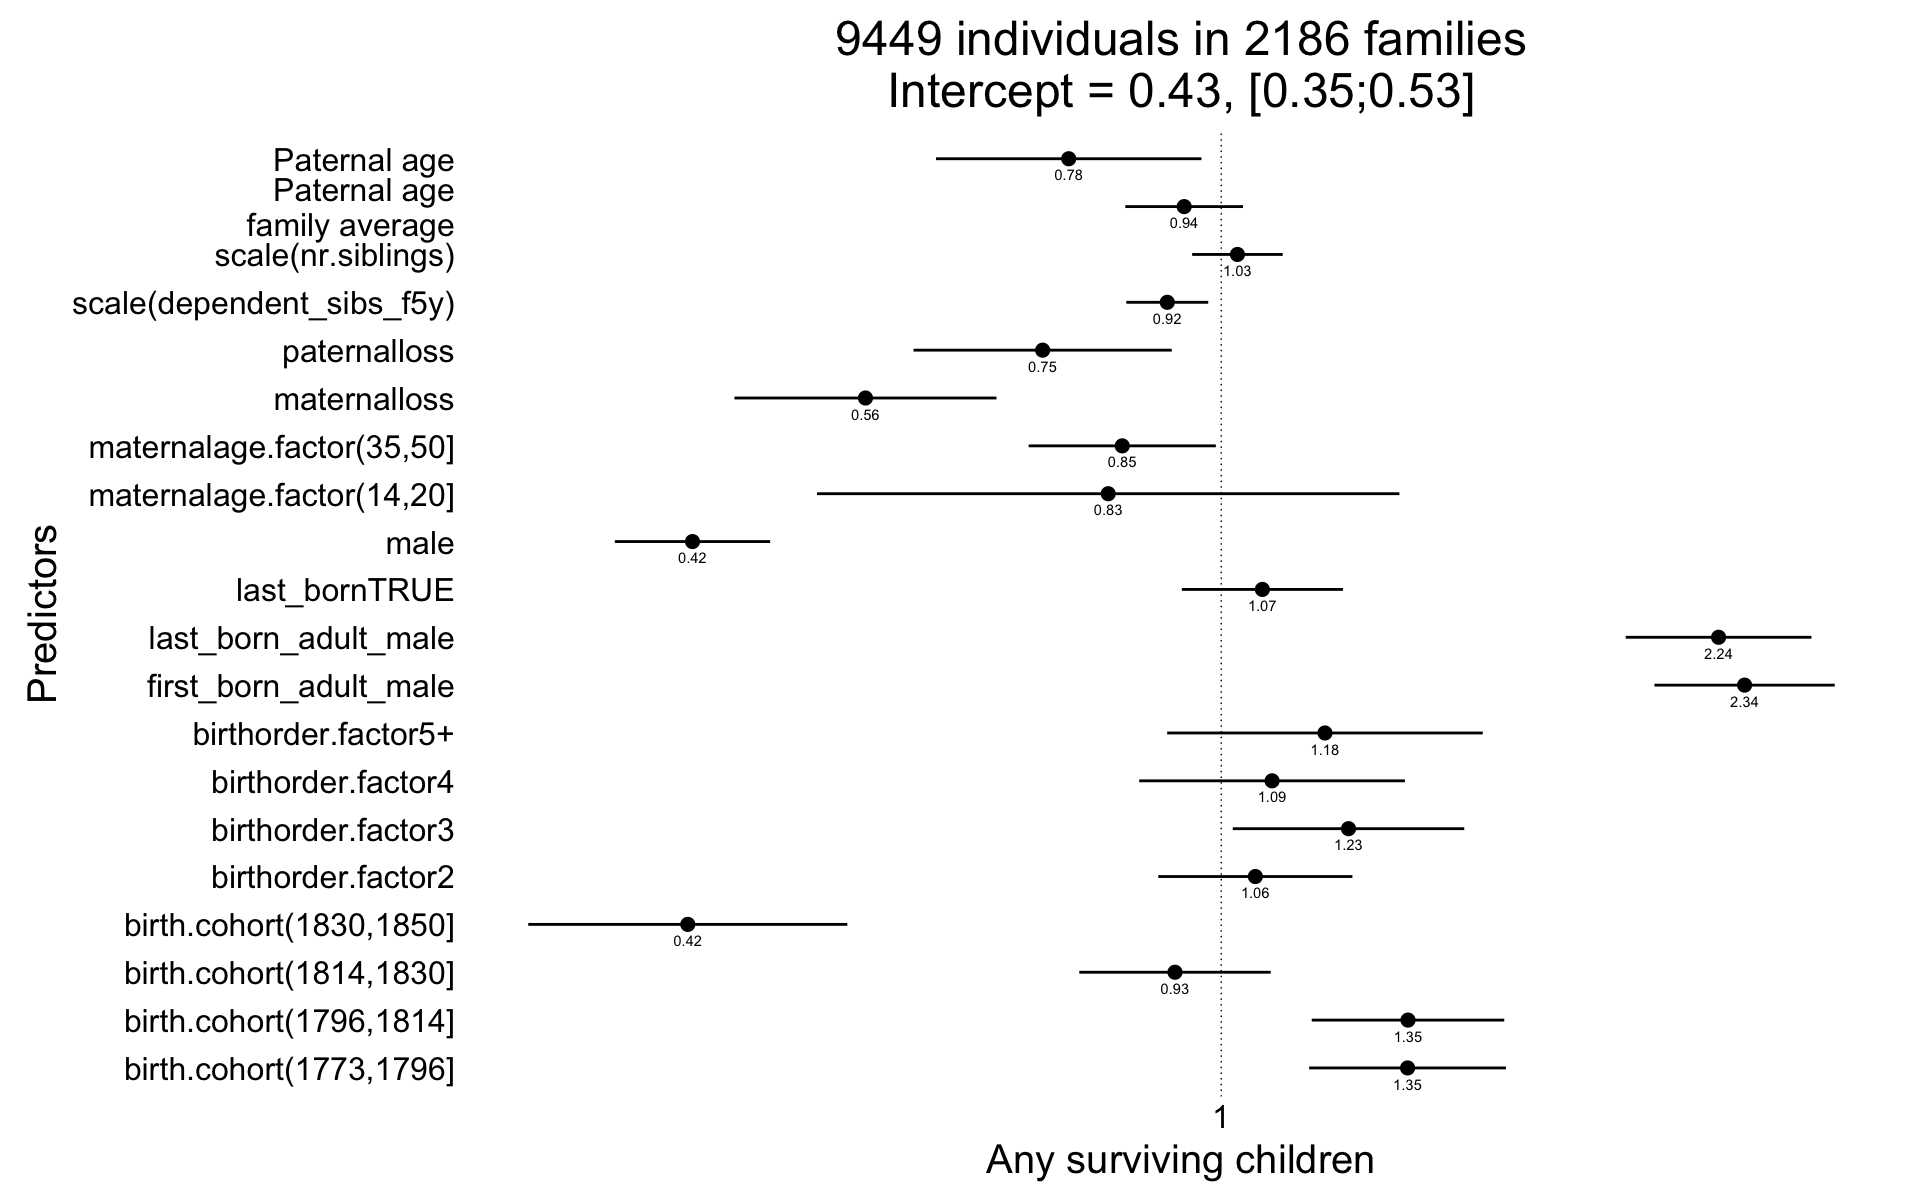 9449 individuals in 2186 families
Intercept = 0.43, [0.35;0.53]
Paternal age
0.78
Paternal age
family average
0.94
scale(nr.siblings)
1.03
scale(dependent_sibs_f5y)
0.92
paternalloss
0.75
maternalloss
0.56
maternalage.factor(35,50]
0.85
maternalage.factor(14,20]
0.83
male
0.42
last_bornTRUE
1.07
last_born_adult_male
2.24
first_born_adult_male
2.34
birthorder.factor5+
1.18
birthorder.factor4
1.09
birthorder.factor3
1.23
birthorder.factor2
1.06
birth.cohort(1830,1850]
0.42
birth.cohort(1814,1830]
0.93
birth.cohort(1796,1814]
1.35
birth.cohort(1773,1796]
1.35
Predictors
1
Any surviving children